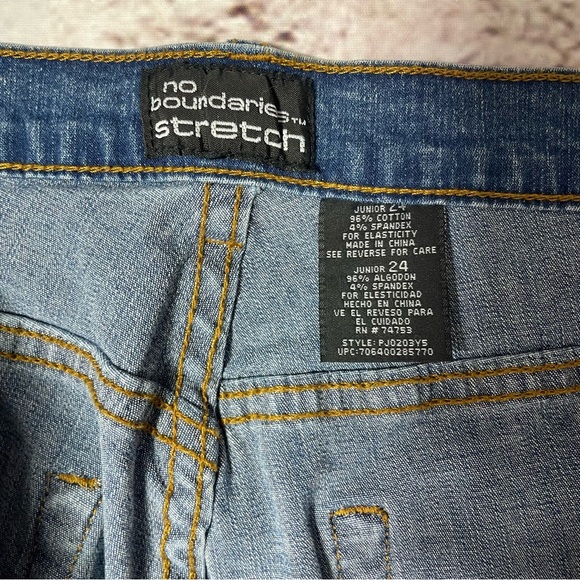 no
boundaries™
stretch
JUNIOR 24
96% COTTON
4% SPANDEX
FOR ELASTICITY
MADE IN CHINA
SEE REVERSE FOR CARE
JUNIOR 24
96% ALGODON
4% SPANDEX
FOR ELESTICIDAD
HECHO EN CHINA
VE EL REVESO PARA
EL CUIDADO
RN # 74753
STYLE: PJ0203Y5
UPC:706400285770